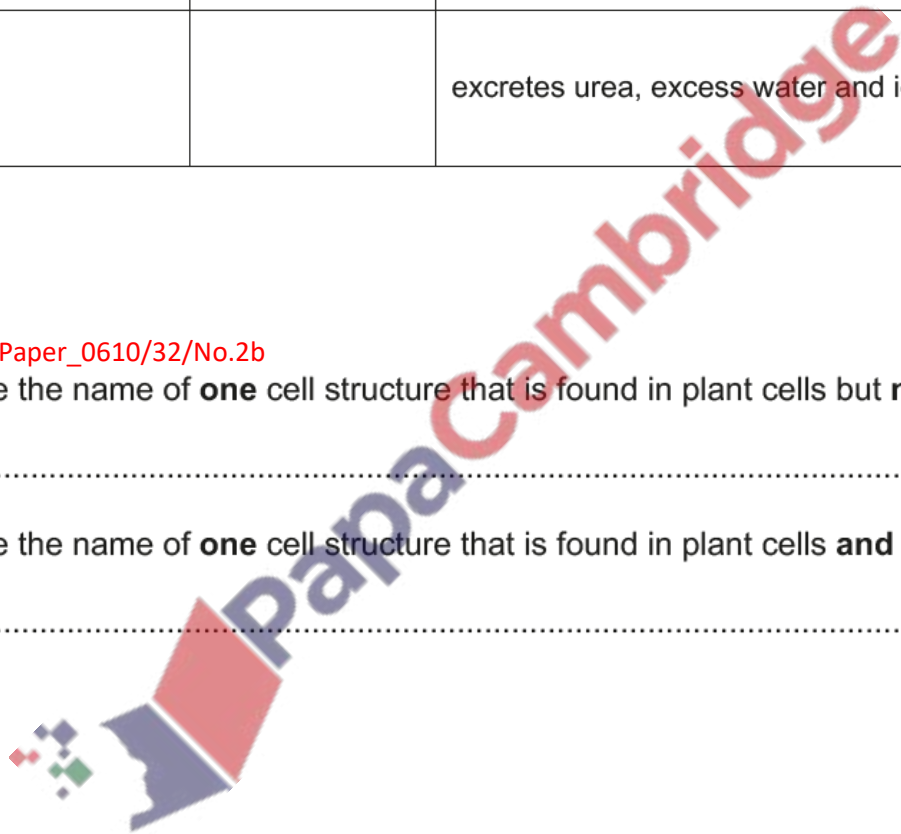 excretes urea, excess water and i
Paper_0610/32/No.2b
e the name of one cell structure that is found in plant cells but
....................................................................................................
e the name of one cell structure that is found in plant cells and
....................................................................................................
PapaCambridge